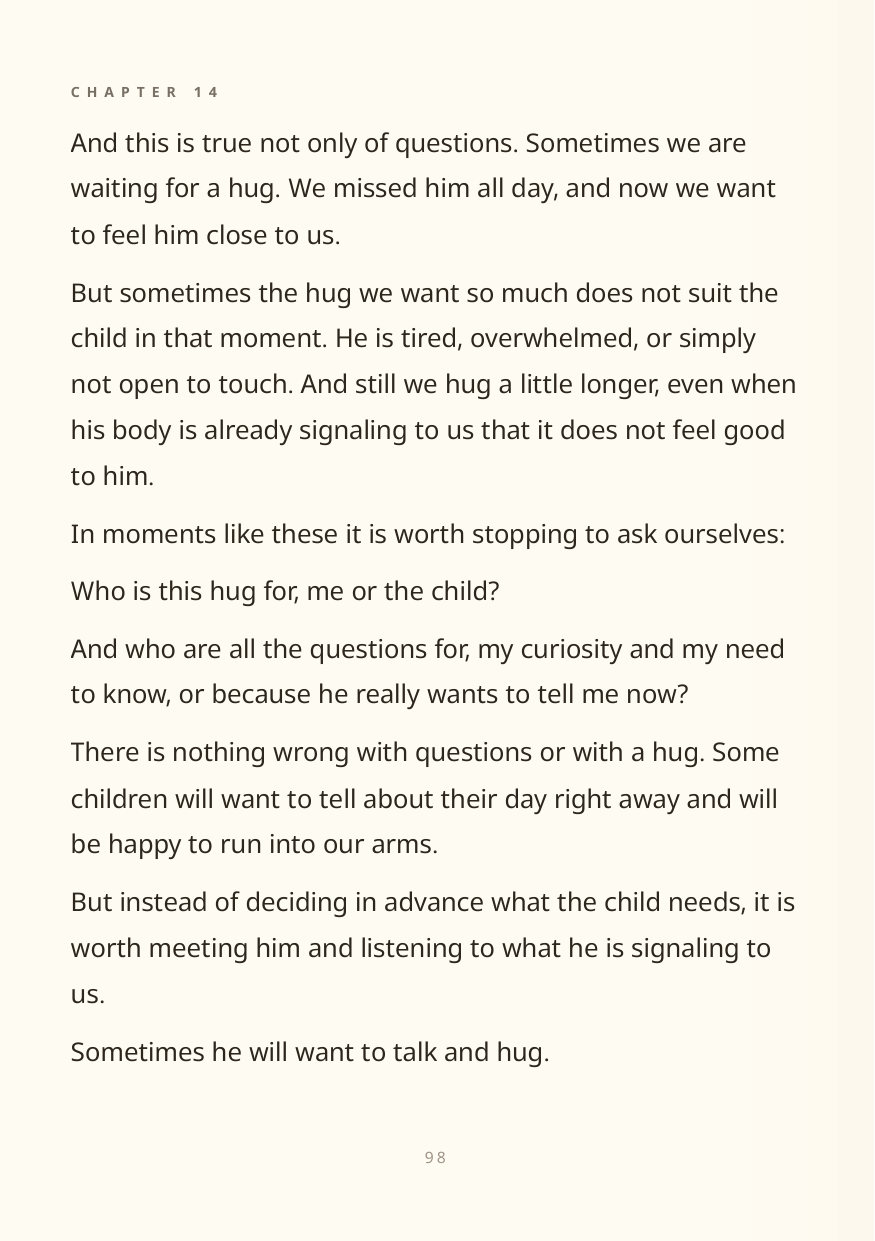 CHAPTER 14
And this is true not only of questions. Sometimes we are
waiting for a hug. We missed him all day, and now we want
to feel him close to us.
But sometimes the hug we want so much does not suit the
child in that moment. He is tired, overwhelmed, or simply
not open to touch. And still we hug a little longer, even when
his body is already signaling to us that it does not feel good
to him.
In moments like these it is worth stopping to ask ourselves:
Who is this hug for, me or the child?
And who are all the questions for, my curiosity and my need
to know, or because he really wants to tell me now?
There is nothing wrong with questions or with a hug. Some
children will want to tell about their day right away and will
be happy to run into our arms.
But instead of deciding in advance what the child needs, it is
worth meeting him and listening to what he is signaling to
us.
Sometimes he will want to talk and hug.
98